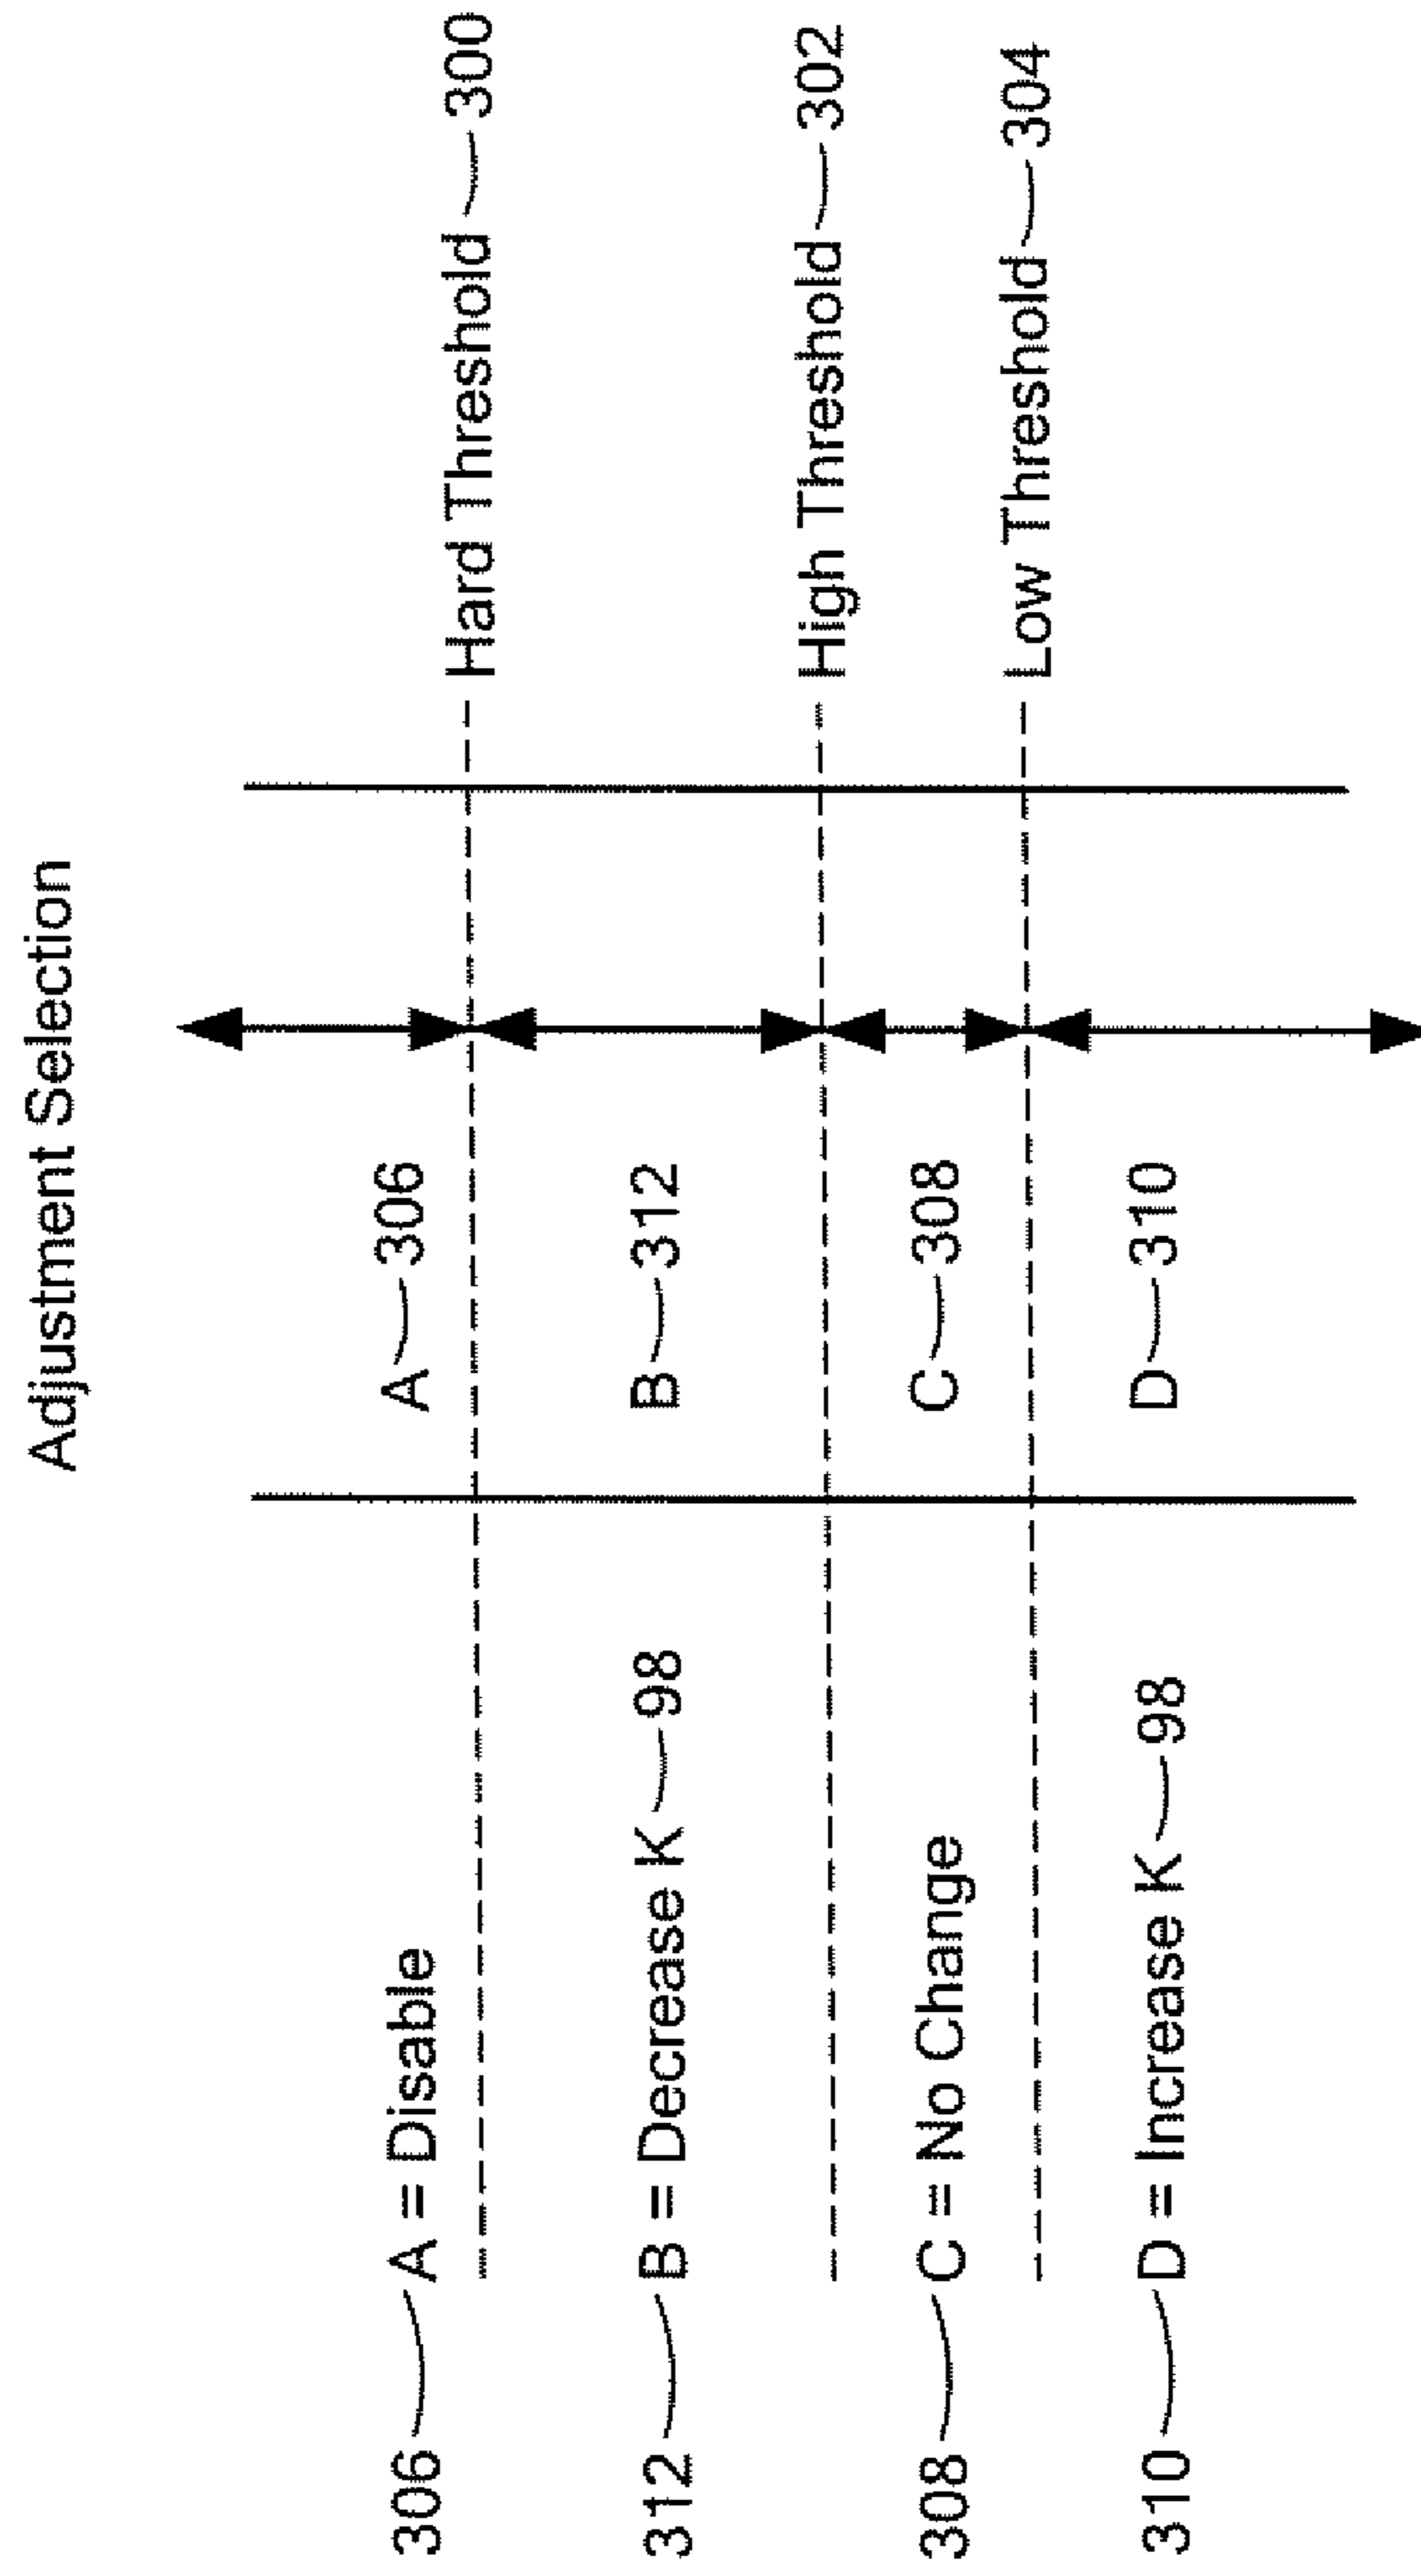 Adjustment Selection
306 A = Disable A 306
Hard Threshold 300
312 B = Decrease K 98 B 312
High Threshold 302
308 C = No Change C 308
Low Threshold 304
310 D = Increase K 98 D 310